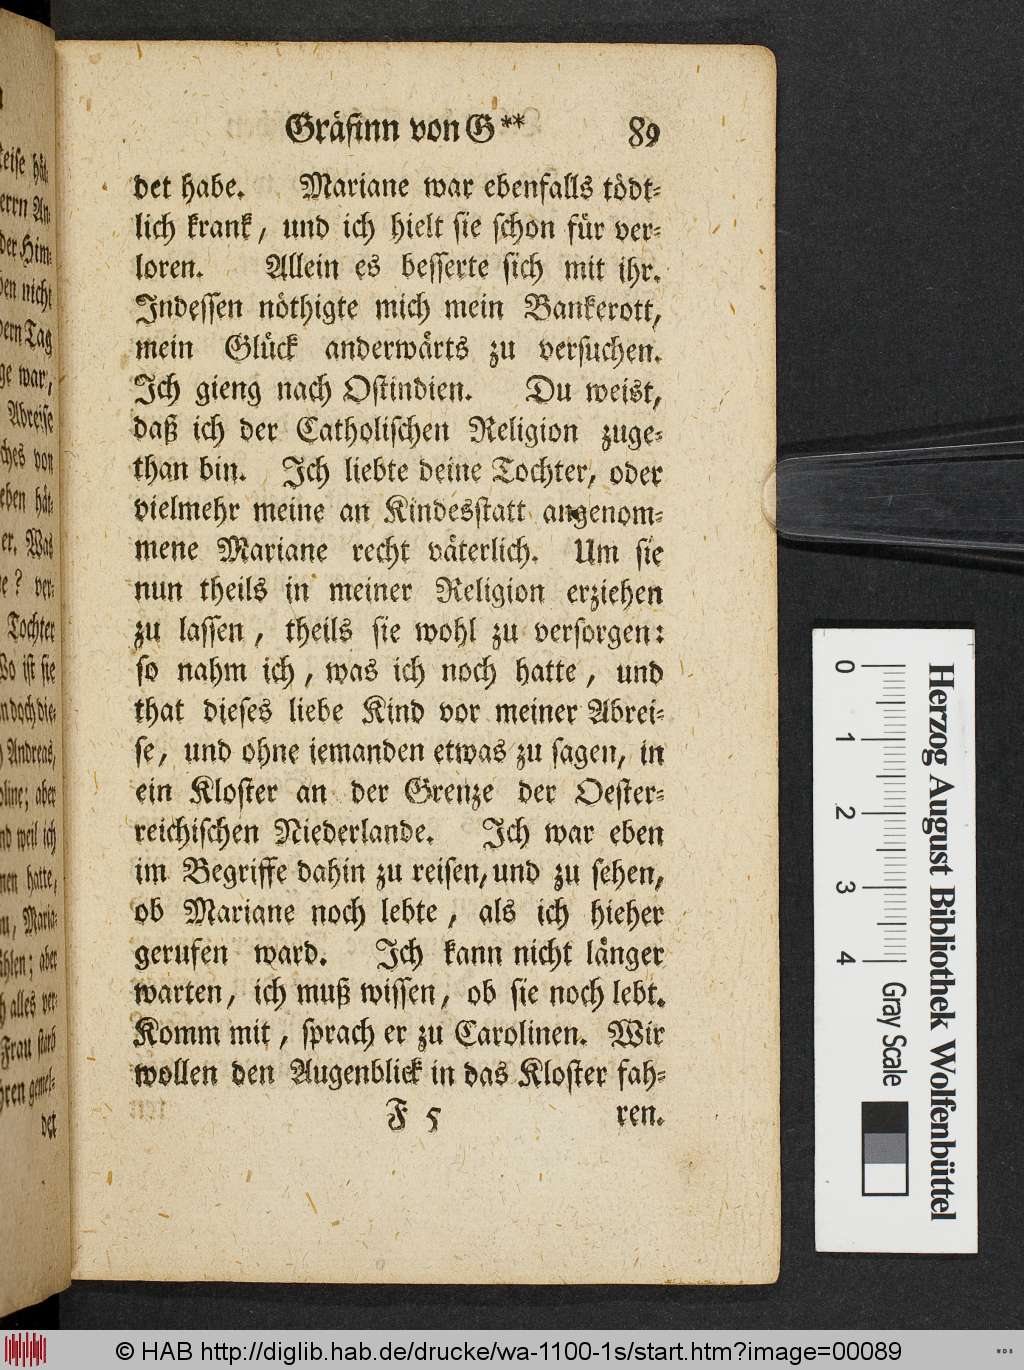 Gräfinn von G** 89
det habe. Mariane war ebenfalls tödt-
lich krank, und ich hielt sie schon für ver-
loren. Allein es besserte sich mit ihr.
Indessen nöthigte mich mein Bankerott,
mein Glück anderwärts zu versuchen.
Ich gieng nach Ostindien. Du weist,
daß ich der Catholischen Religion zuge-
than bin. Ich liebte deine Tochter, oder
vielmehr meine an Kindesstatt angenom-
mene Mariane recht väterlich. Um sie
nun theils in meiner Religion erziehen
zu lassen, theils sie wohl zu versorgen:
so nahm ich, was ich noch hatte, und
that dieses liebe Kind vor meiner Abrei-
se, und ohne iemanden etwas zu sagen, in
ein Kloster an der Grenze der Oester-
reichischen Niederlande. Ich war eben
im Begriffe dahin zu reisen, und zu sehen,
ob Mariane noch lebte, als ich hieher
gerufen ward. Ich kann nicht länger
warten, ich muß wissen, ob sie noch lebt.
Komm mit, sprach er zu Carolinen. Wir
wollen den Augenblick in das Kloster fah-
F 5 ren.
Herzog August Bibliothek Wolfenbüttel
0 1 2 3 4 Gray Scale
© HAB http://diglib.hab.de/drucke/wa-1100-1s/start.htm?image=00089